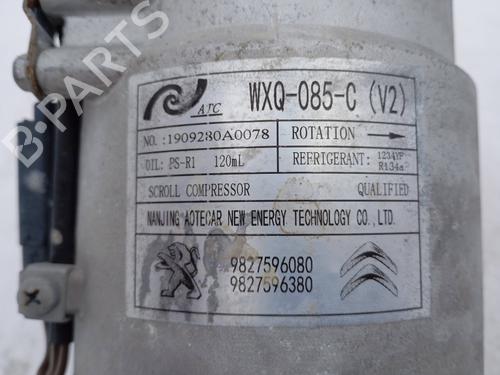 ATC WXQ-085-C (V2)
NO. :1909280A0078 ROTATION
OIL: PS-R1 120mL REFRIGERANT: 1234YF R134a
SCROLL COMPRESSOR QUALIFIED
NANJING AOTECAR NEW ENERGY TECHNOLOGY CO., LTD.
9827596080
9827596380